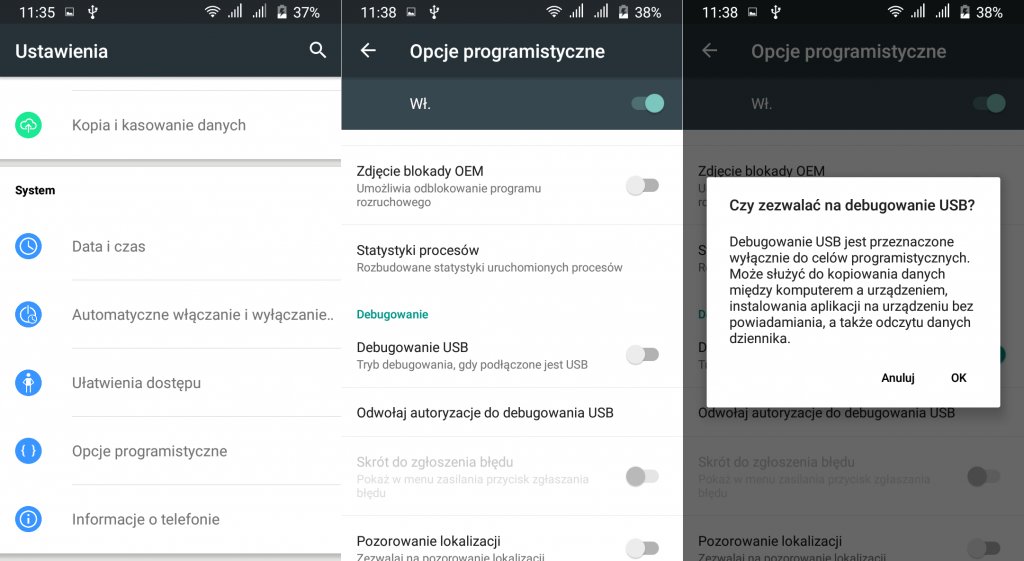 11:35
37%
Ustawienia
Kopia i kasowanie danych
System
Data i czas
Automatyczne włączanie i wyłączanie..
Ułatwienia dostępu
Opcje programistyczne
Informacje o telefonie
11:38
38%
Opcje programistyczne
Wł.
Zdjęcie blokady OEM
Umożliwia odblokowanie programu
rozruchowego
Statystyki procesów
Rozbudowane statystyki uruchomionych procesów
Debugowanie
Debugowanie USB
Tryb debugowania, gdy podłączone jest USB
Odwołaj autoryzacje do debugowania USB
Skrót do zgłoszenia błędu
Pokaż w menu zasilania przycisk zgłaszania
błędu
Pozorowanie lokalizacji
Zezwalaj na pozorowanie lokalizacji
11:38
38%
Opcje programistyczne
Wł.
Zdjęcie blokady OEM
Czy zezwalać na debugowanie USB?
Debugowanie USB jest przeznaczone
wyłącznie do celów programistycznych.
Może służyć do kopiowania danych
między komputerem a urządzeniem,
instalowania aplikacji na urządzeniu bez
powiadamiania, a także odczytu danych
dziennika.
Anuluj
OK
Odwołaj autoryzacje do debugowania USB
Skrót do zgłoszenia błędu
Pokaż w menu zasilania przycisk zgłaszania
błędu
Pozorowanie lokalizacji
Zezwalaj na pozorowanie lokalizacji